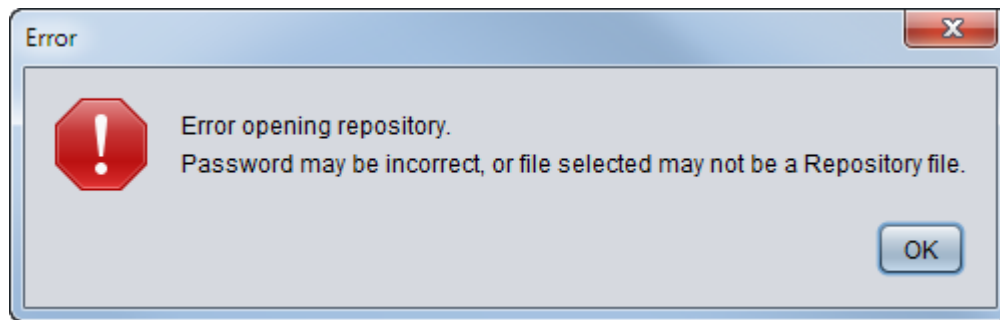 Error
Error opening repository.
Password may be incorrect, or file selected may not be a Repository file.
OK